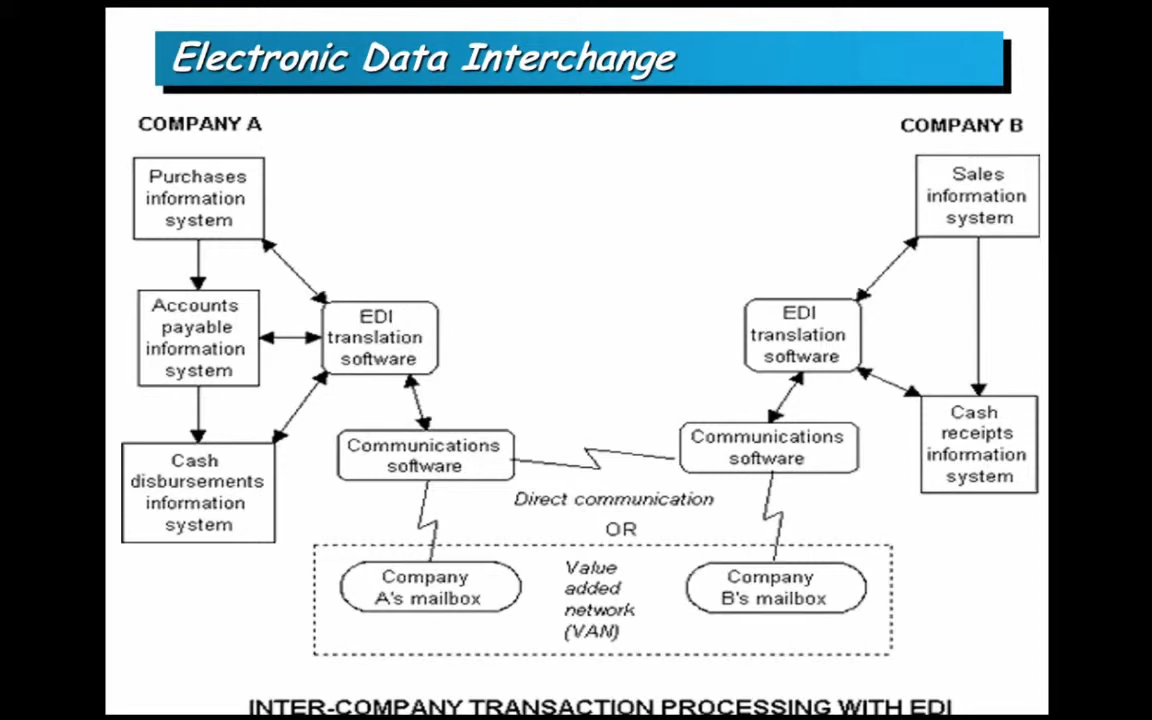 Electronic Data Interchange
COMPANY A
COMPANY B
Purchases
information
system
Sales
information
system
Accounts
payable
information
system
EDI
translation
software
EDI
translation
software
Cash
disbursements
information
system
Communications
software
Communications
software
Cash
receipts
information
system
Direct communication
OR
Company
A's mailbox
Value
added
network
(VAN)
Company
B's mailbox
INTER-COMPANY TRANSACTION PROCESSING WITH EDI